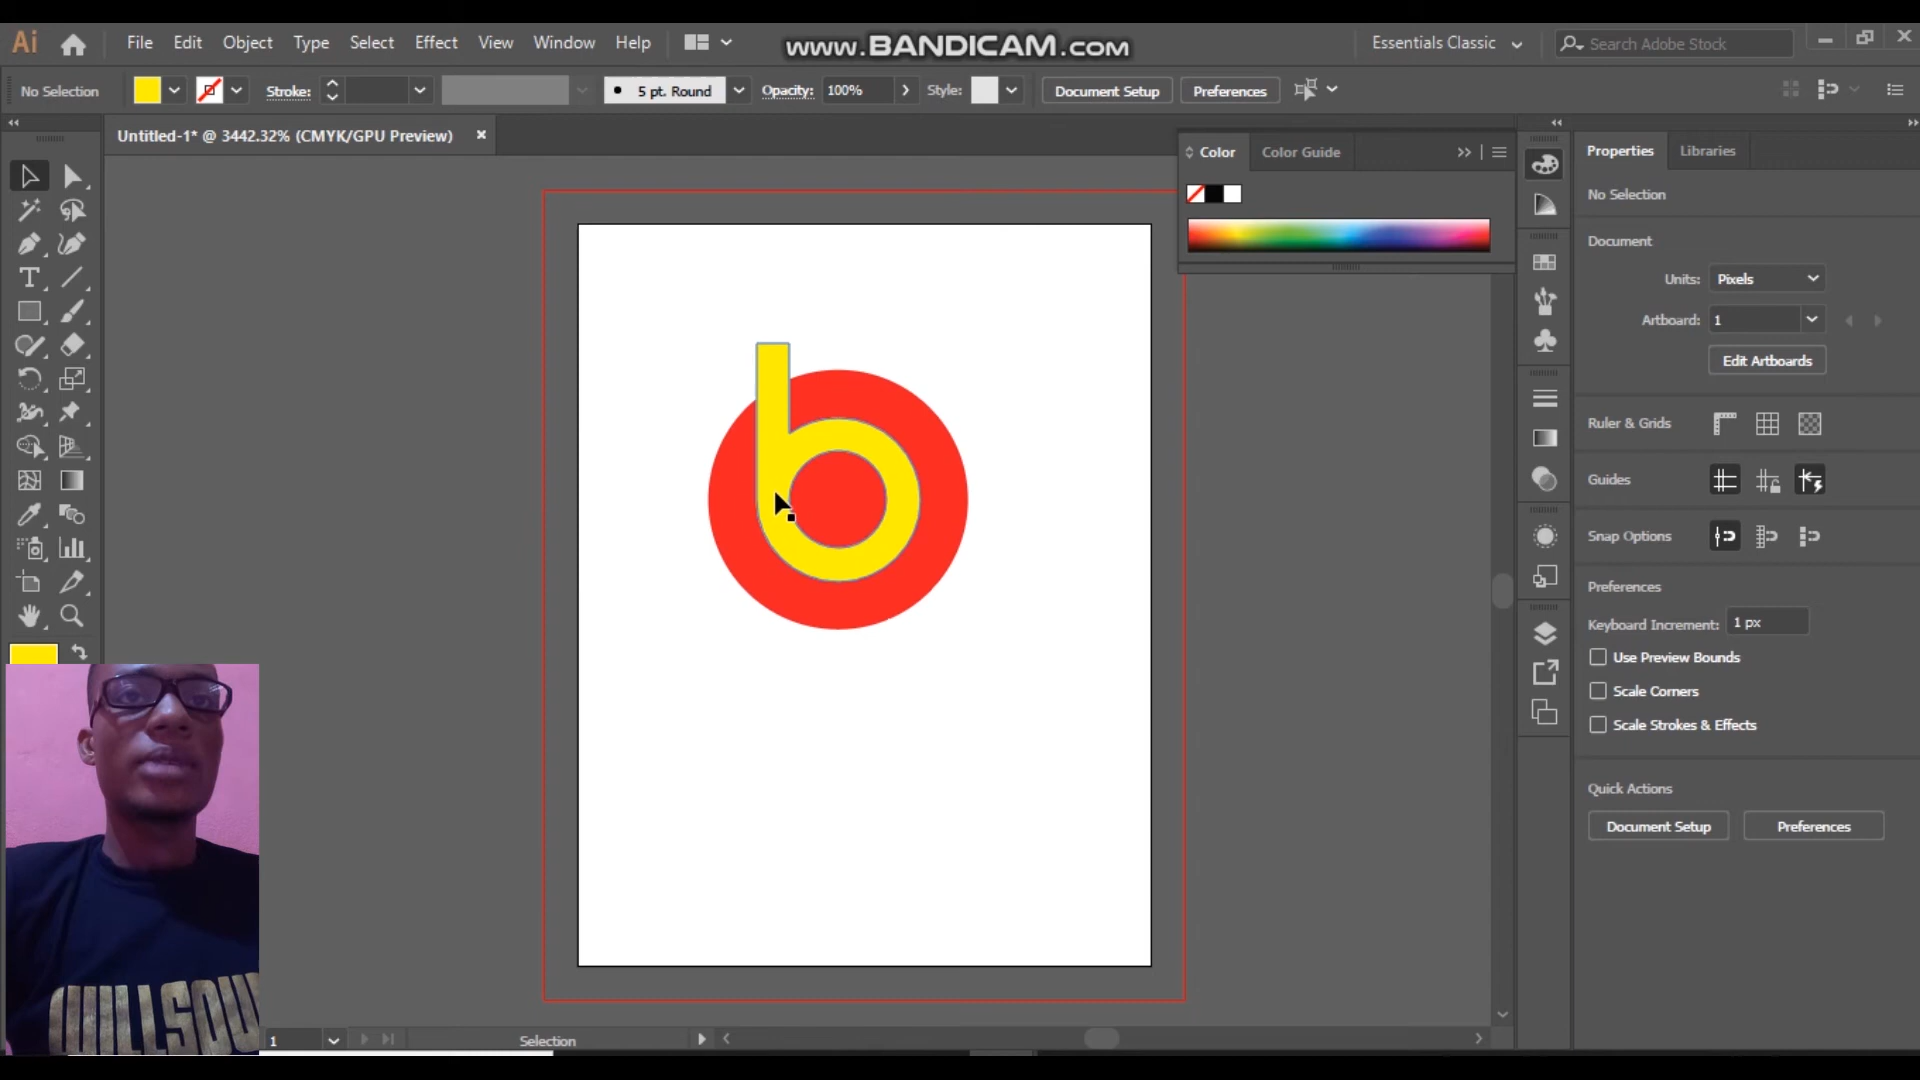 Ai File Edit Object Type Select Effect View Window Help www.BANDICAM.com Essentials Classic Search Adobe Stock
No Selection Stroke: 5 pt. Round Opacity: 100% Style: Document Setup Preferences
Untitled-1* @ 3442.32% (CMYK/GPU Preview)
Color Color Guide
Properties Libraries
No Selection
Document
Units: Pixels
Artboard: 1
Edit Artboards
Ruler & Grids
Guides
Snap Options
Preferences
Keyboard Increment: 1 px
Use Preview Bounds
Scale Corners
Scale Strokes & Effects
Quick Actions
Document Setup Preferences
b
1 Selection